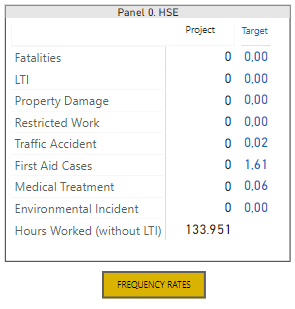 Panel 0. HSE
Project Target
Fatalities 0 0,00
LTI 0 0,00
Property Damage 0 0,00
Restricted Work 0 0,00
Traffic Accident 0 0,02
First Aid Cases 0 1,61
Medical Treatment 0 0,06
Environmental Incident 0 0,00
Hours Worked (without LTI) 133.951
FREQUENCY RATES